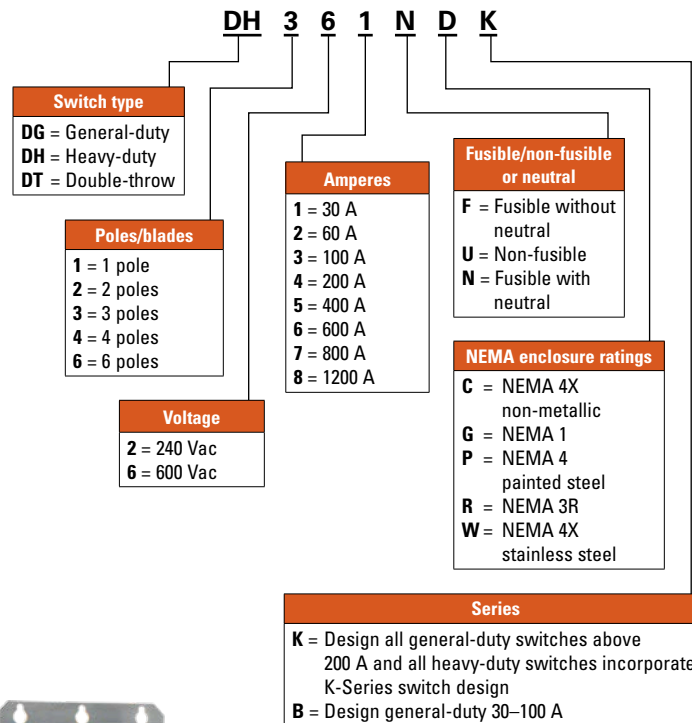 DH 3 6 1 N D K
Switch type
DG = General-duty
DH = Heavy-duty
DT = Double-throw
Poles/blades
1 = 1 pole
2 = 2 poles
3 = 3 poles
4 = 4 poles
6 = 6 poles
Voltage
2 = 240 Vac
6 = 600 Vac
Amperes
1 = 30 A
2 = 60 A
3 = 100 A
4 = 200 A
5 = 400 A
6 = 600 A
7 = 800 A
8 = 1200 A
Fusible/non-fusible
or neutral
F = Fusible without
neutral
U = Non-fusible
N = Fusible with
neutral
NEMA enclosure ratings
C = NEMA 4X
non-metallic
G = NEMA 1
P = NEMA 4
painted steel
R = NEMA 3R
W = NEMA 4X
stainless steel
Series
K = Design all general-duty switches above
200 A and all heavy-duty switches incorporate
K-Series switch design
B = Design general-duty 30–100 A